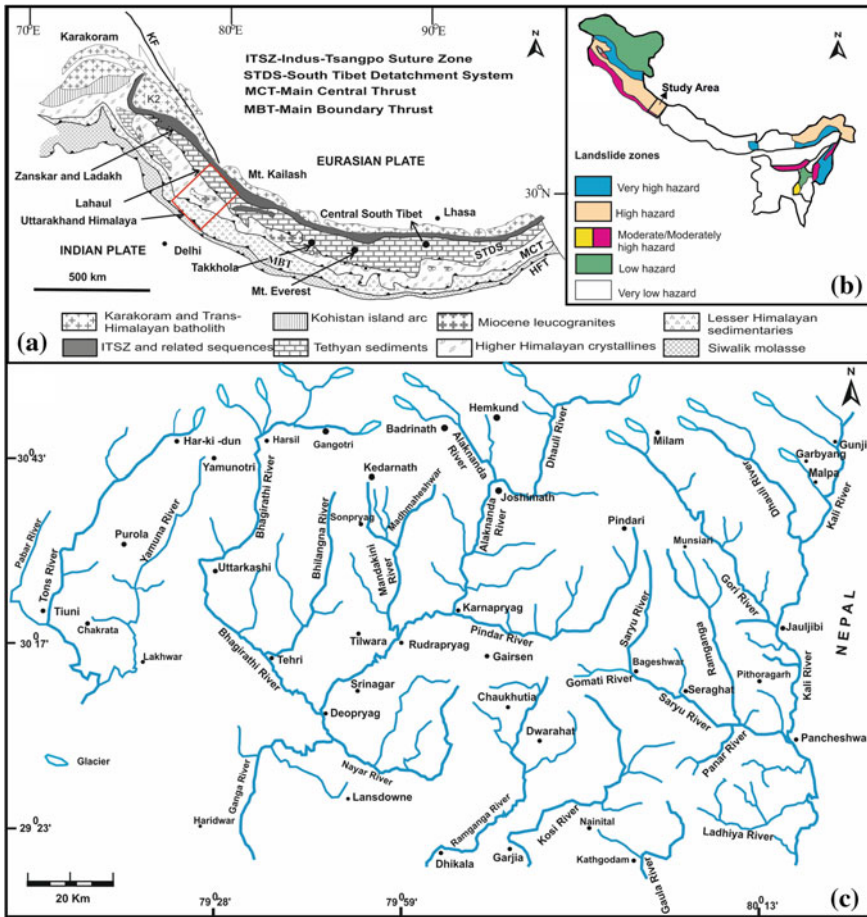 70°E
80°E
90°E
Karakoram
KF
N
K2
ITSZ-Indus-Tsangpo Suture Zone
STDS-South Tibet Detatchment System
MCT-Main Central Thrust
MBT-Main Boundary Thrust
Zanskar and Ladakh
Lahaul
Uttarakhand Himalaya
Mt. Kailash
EURASIAN PLATE
30°N
Central South Tibet
Lhasa
INDIAN PLATE
Delhi
MBT
STDS
MCT
HFT
Takkhola
Mt. Everest
500 km
(a)
Karakoram and Trans-
Himalayan batholith
Kohistan island arc
Miocene leucogranites
Lesser Himalayan
sedimentaries
ITSZ and related sequences
Tethyan sediments
Higher Himalayan crystallines
Siwalik molasse
N
Study Area
Landslide zones
Very high hazard
High hazard
Moderate/Moderately
high hazard
Low hazard
Very low hazard
(b)
N
Hemkund
Har-ki -dun
Harsil
Gangotri
Badrinath
Alaknanda
River
Dhauli River
Milam
Gunji
Garbyang
Malpa
30°43
Yamunotri
Bhagirathi River
Kedarnath
Madhmaheshwar
Joshimath
Dhauli River
Kali River
Pabar River
Tons River
Purola
Yamuna River
Bhilangna River
Sonpryag
Mandakini
River
Alaknanda
River
Pindari
Munsiari
Uttarkashi
Gori River
Tiuni
Chakrata
Karnapryag
Saryu River
Ramganga
Jauljibi
NEPAL
30°17
Lakhwar
Bhagirathi River
Tehri
Tilwara
Rudrapryag
Pindar River
Gairsen
Bageshwar
Gomati River
Pithoragarh
Kali River
Srinagar
Seraghat
Chaukhutia
Saryu River
Deopryag
Dwarahat
Panar River
Pancheshwa
Glacier
Ganga River
Nayar River
Lansdowne
29°23
Haridwar
Ramganga River
Kosi River
Nainital
Ladhiya River
Dhikala
Garjia
Kathgodam
Gaula River
20 Km
79°28
79°59
80°13
(c)